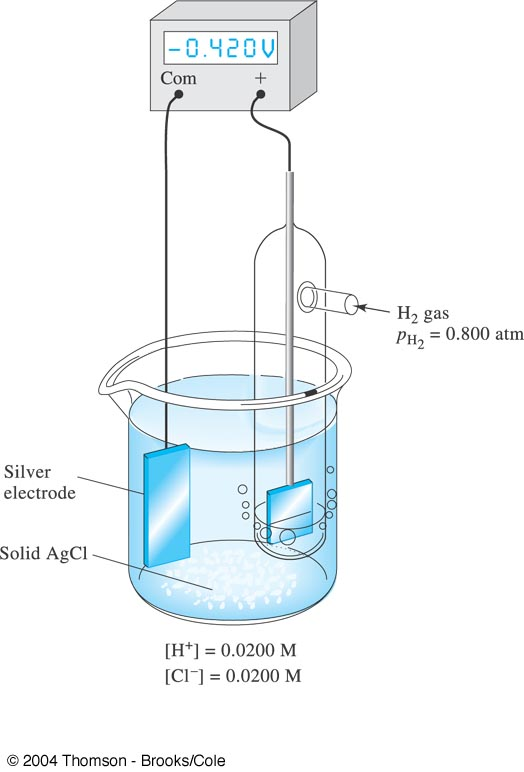 -0.420V
Com +
H₂ gas
pH₂ = 0.800 atm
Silver
electrode
Solid AgCl
[H⁺] = 0.0200 M
[Cl⁻] = 0.0200 M
© 2004 Thomson - Brooks/Cole